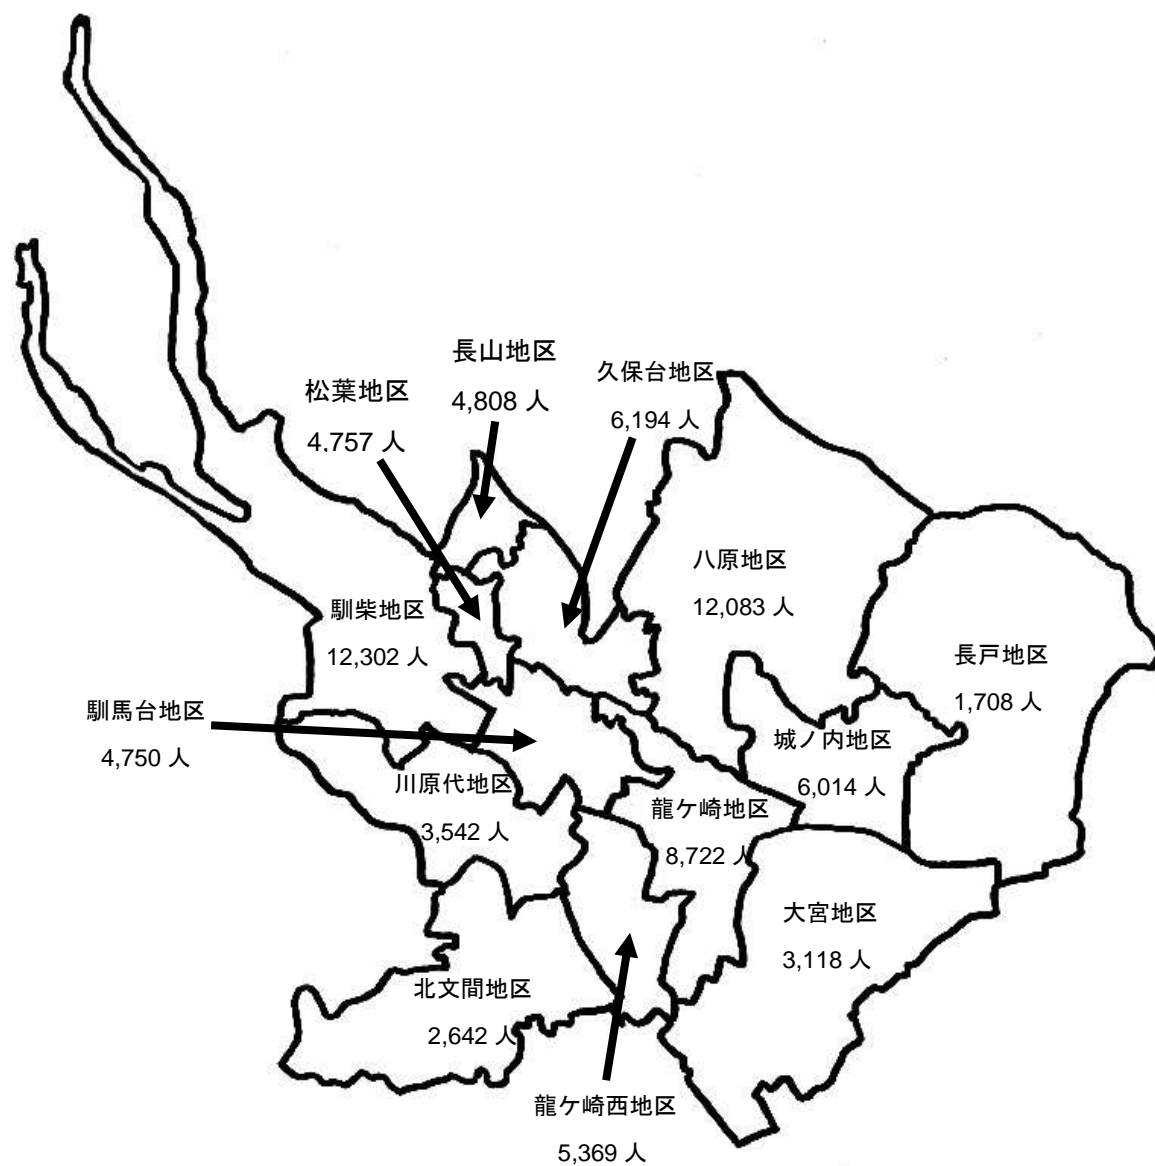 長山地区
4,808 人
久保台地区
6,194 人
松葉地区
4,757 人
八原地区
12,083 人
馴柴地区
12,302 人
長戸地区
1,708 人
馴馬台地区
4,750 人
城ノ内地区
6,014 人
川原代地区
3,542 人
龍ケ崎地区
8,722 人
大宮地区
3,118 人
北文間地区
2,642 人
龍ケ崎西地区
5,369 人